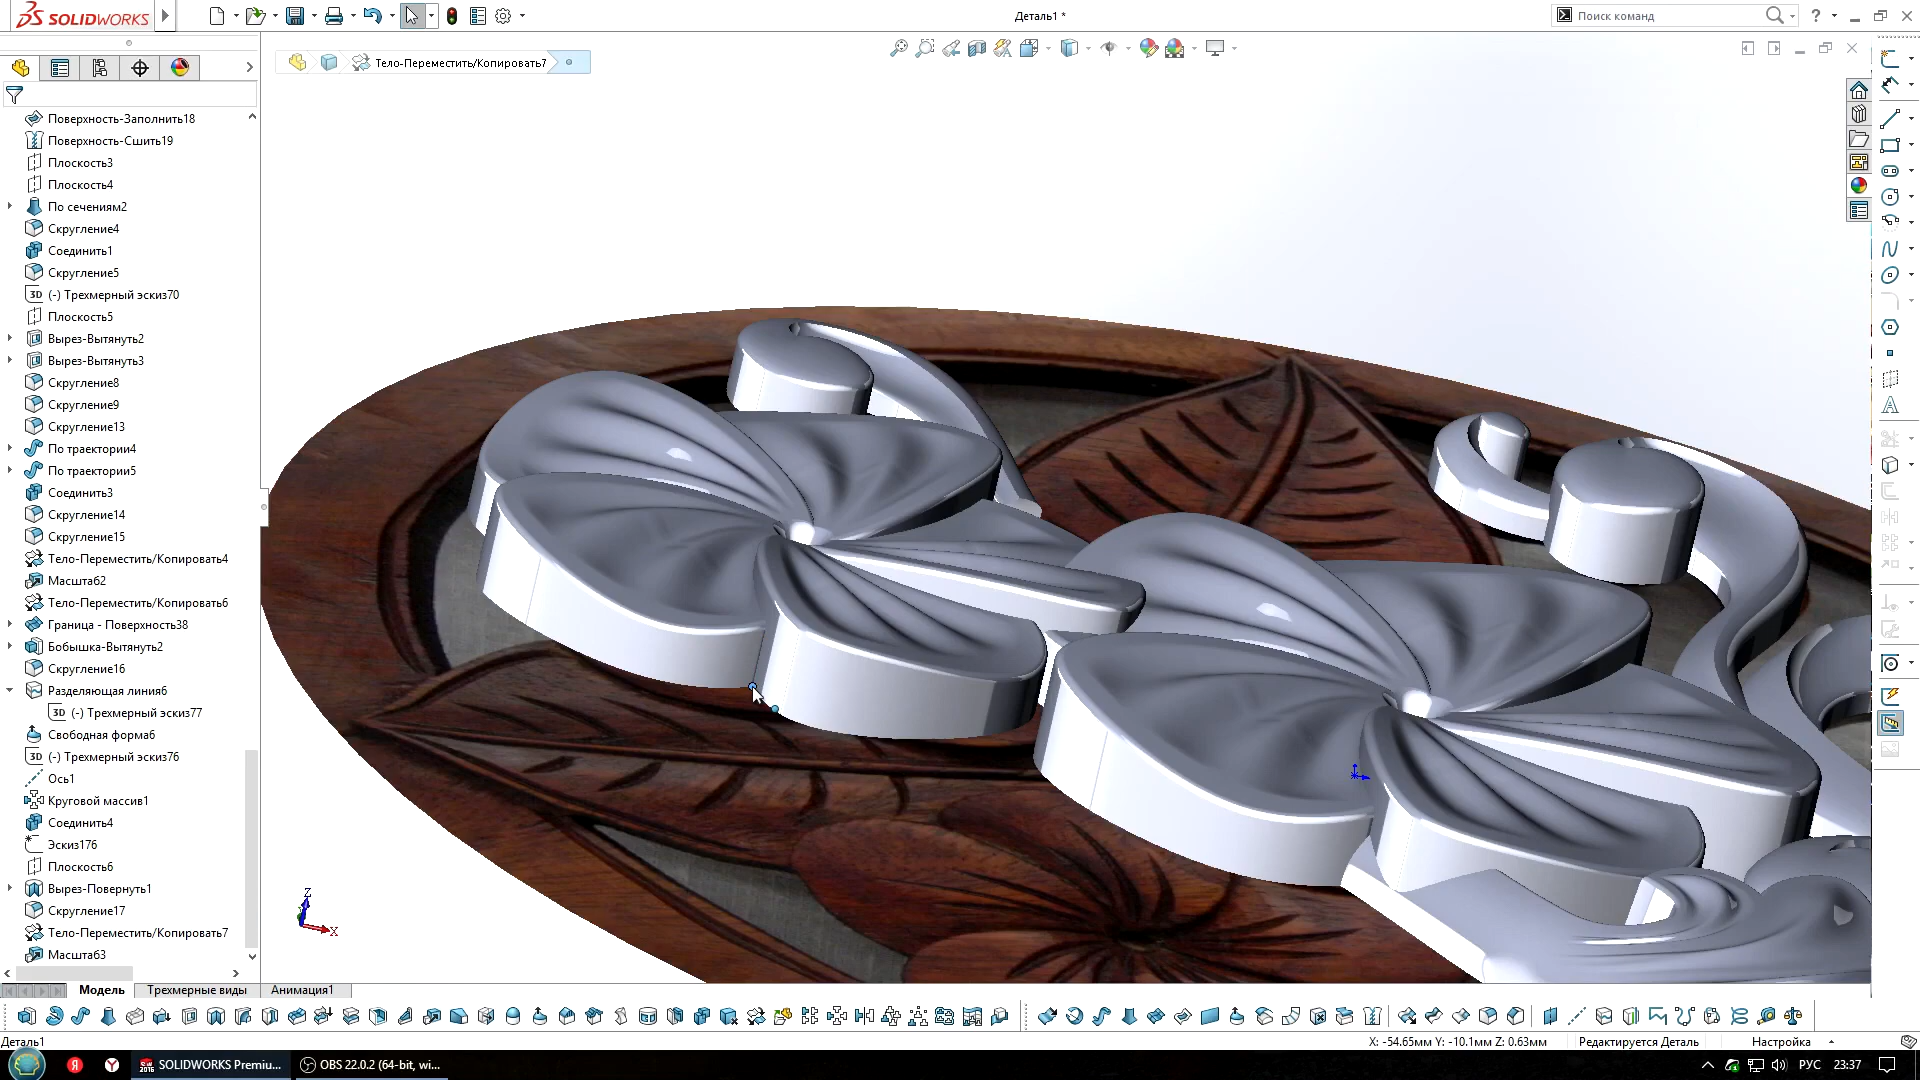 SOLIDWORKS
Деталь1 *
Поиск команд
?
Тело-Переместить/Копировать7
Поверхность-Заполнить18
Поверхность-Сшить19
Плоскость3
Плоскость4
По сечениям2
Скругление4
Соединить1
Скругление5
3D (-) Трехмерный эскиз70
Плоскость5
Вырез-Вытянуть2
Вырез-Вытянуть3
Скругление8
Скругление9
Скругление13
По траектории4
По траектории5
Соединить3
Скругление14
Скругление15
Тело-Переместить/Копировать4
Масштаб2
Тело-Переместить/Копировать6
Граница - Поверхность38
Бобышка-Вытянуть2
Скругление16
Разделяющая линия6
3D (-) Трехмерный эскиз77
Свободная форма6
3D (-) Трехмерный эскиз76
Ось1
Круговой массив1
Соединить4
Эскиз176
Плоскость6
Вырез-Повернуть1
Скругление17
Тело-Переместить/Копировать7
Масштаб3
Z
X
Модель
Трехмерные виды
Анимация1
Деталь1
X: -54.65мм Y: -10.1мм Z: 0.63мм
Редактируется Деталь
Настройка
SOLIDWORKS Premiu...
OBS 22.0.2 (64-bit, wi...
РУС
23:37